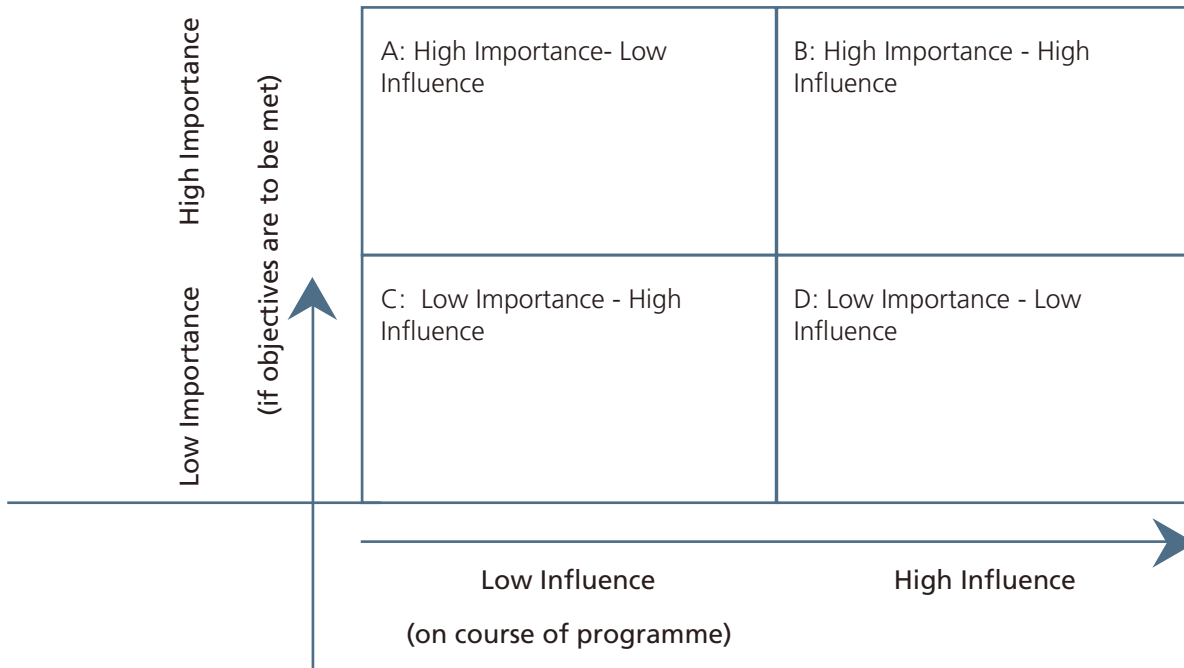 High Importance
(if objectives are to be met)
Low Importance
A: High Importance- Low
Influence
B: High Importance - High
Influence
C:  Low Importance - High
Influence
D: Low Importance - Low
Influence
Low Influence
High Influence
(on course of programme)